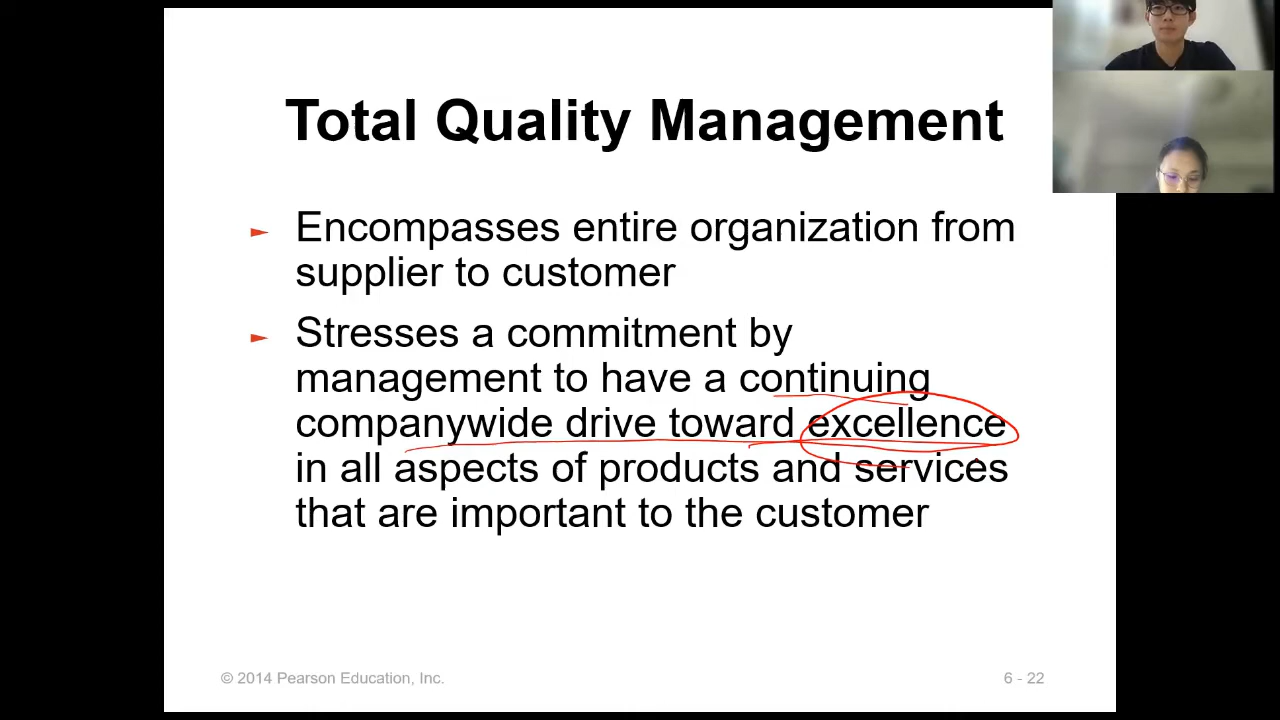 Total Quality Management
► Encompasses entire organization from
supplier to customer
► Stresses a commitment by
management to have a continuing
companywide drive toward excellence
in all aspects of products and services
that are important to the customer
© 2014 Pearson Education, Inc.
6 - 22